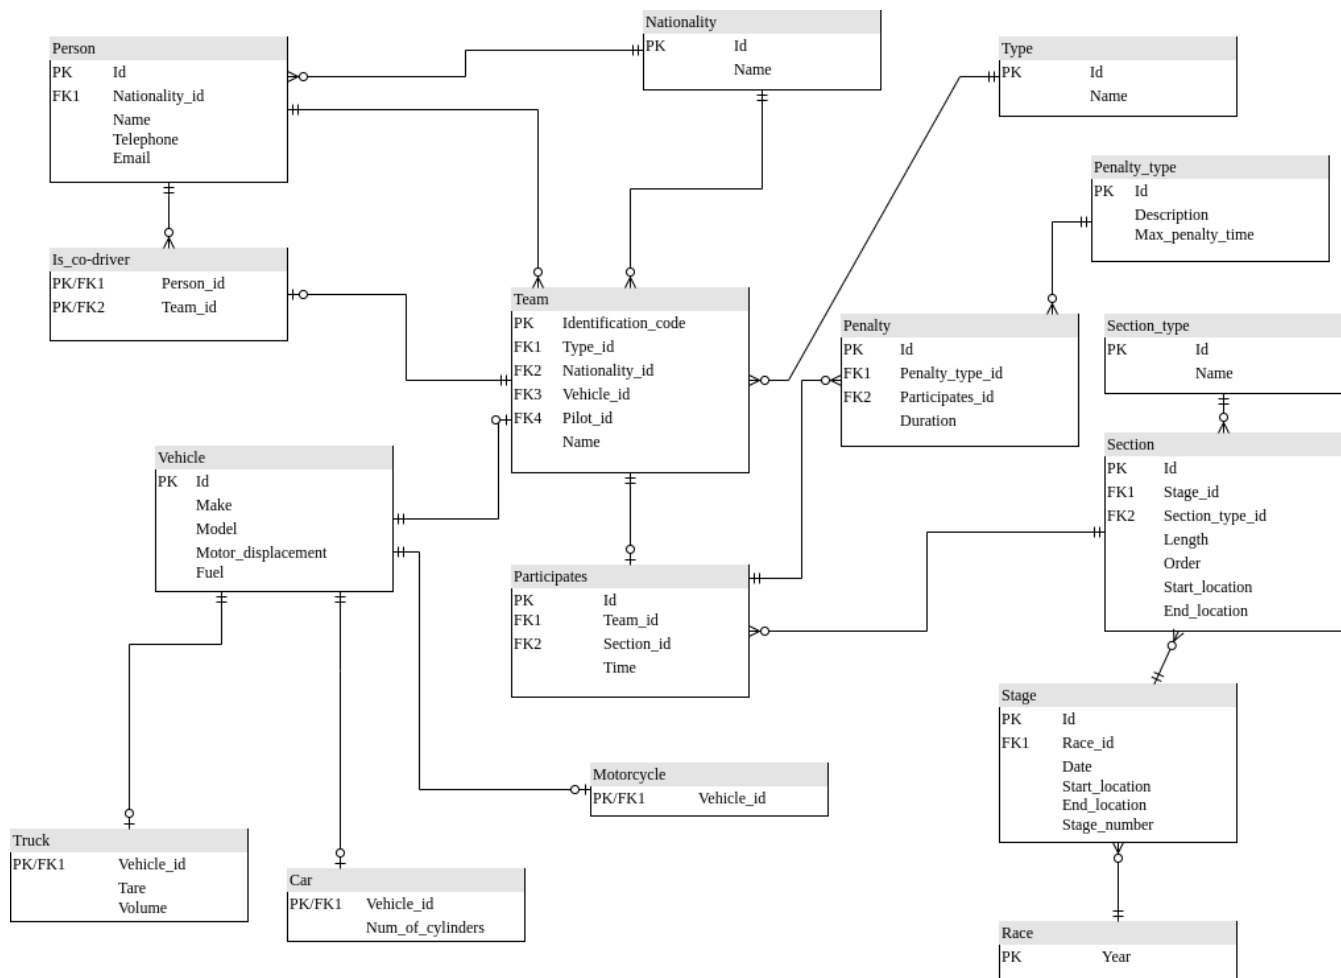 Person
PK Id
FK1 Nationality_id
Name
Telephone
Email
Nationality
PK Id
Name
Type
PK Id
Name
Penalty_type
PK Id
Description
Max_penalty_time
Is_co-driver
PK/FK1 Person_id
PK/FK2 Team_id
Team
PK Identification_code
FK1 Type_id
FK2 Nationality_id
FK3 Vehicle_id
FK4 Pilot_id
Name
Penalty
PK Id
FK1 Penalty_type_id
FK2 Participates_id
Duration
Section_type
PK Id
Name
Vehicle
PK Id
Make
Model
Motor_displacement
Fuel
Section
PK Id
FK1 Stage_id
FK2 Section_type_id
Length
Order
Start_location
End_location
Participates
PK Id
FK1 Team_id
FK2 Section_id
Time
Stage
PK Id
FK1 Race_id
Date
Start_location
End_location
Stage_number
Motorcycle
PK/FK1 Vehicle_id
Truck
PK/FK1 Vehicle_id
Tare
Volume
Car
PK/FK1 Vehicle_id
Num_of_cylinders
Race
PK Year